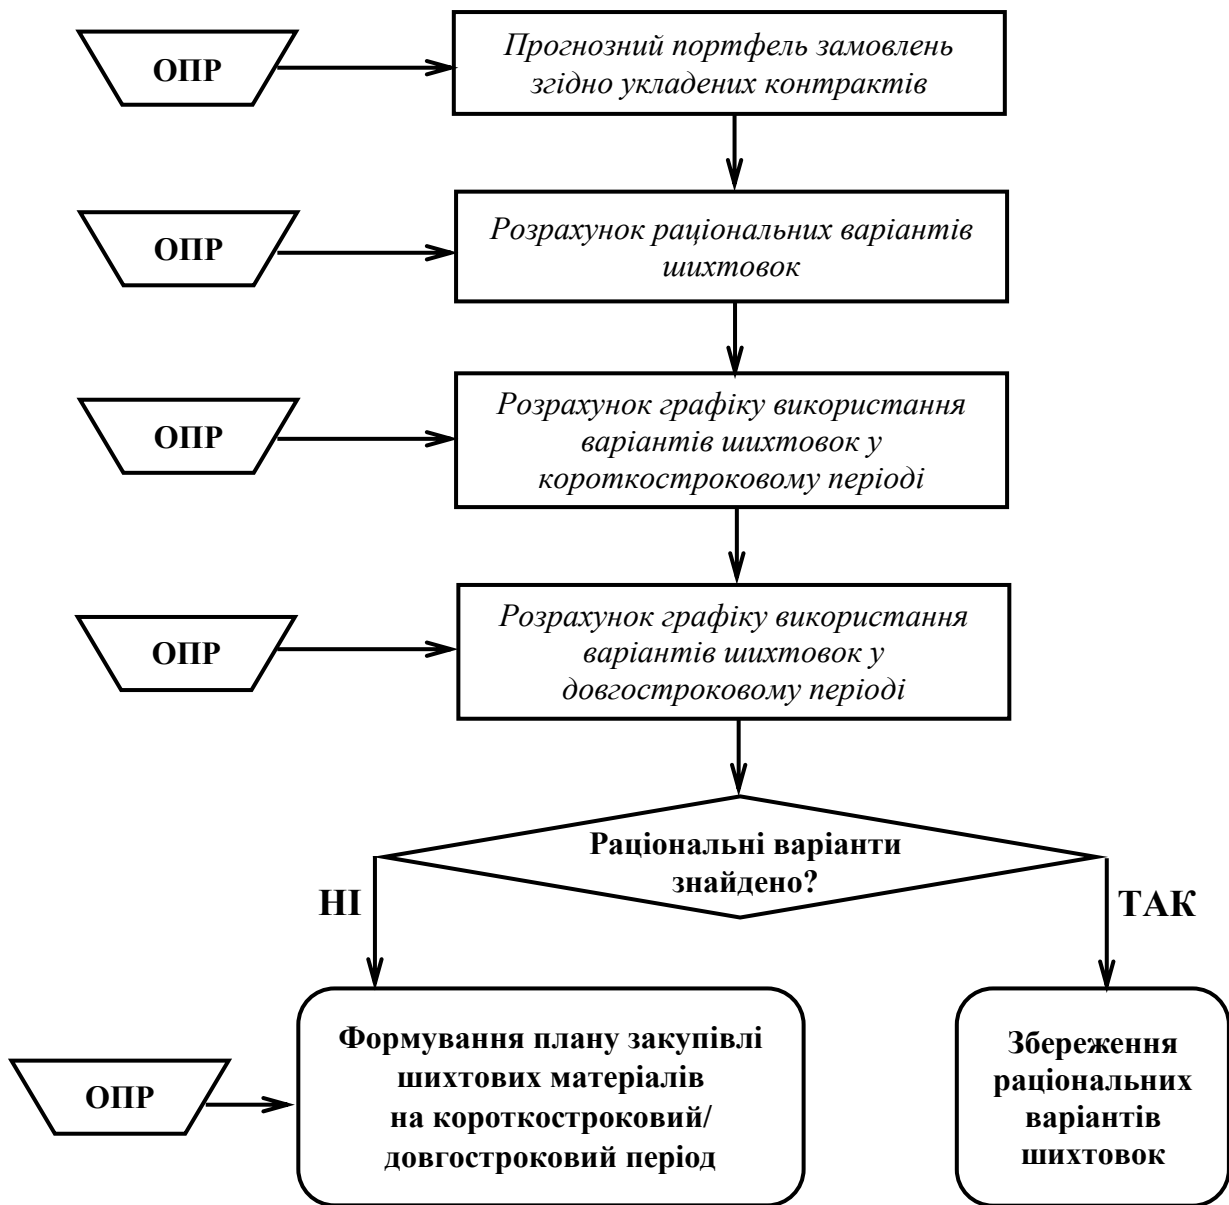 ОПР
Прогнозний портфель замовлень
згідно укладених контрактів
ОПР
Розрахунок раціональних варіантів
шихтовок
ОПР
Розрахунок графіку використання
варіантів шихтовок у
короткостроковому періоді
ОПР
Розрахунок графіку використання
варіантів шихтовок у
довгостроковому періоді
Раціональні варіанти
знайдено?
НІ
ТАК
ОПР
Формування плану закупівлі
шихтових матеріалів
на короткостроковий/
довгостроковий період
Збереження
раціональних
варіантів
шихтовок